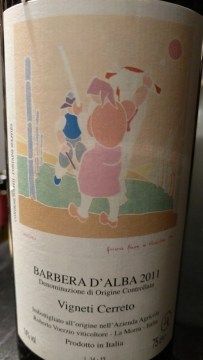 BARBERA D'ALBA 2011
Denominazione di Origine Controllata
Vigneti Cerreto
Imbottigliato all'origine nell'Azienda Agricola
Roberto Voerzio viticoltore - La Morra -
Prodotto in Italia